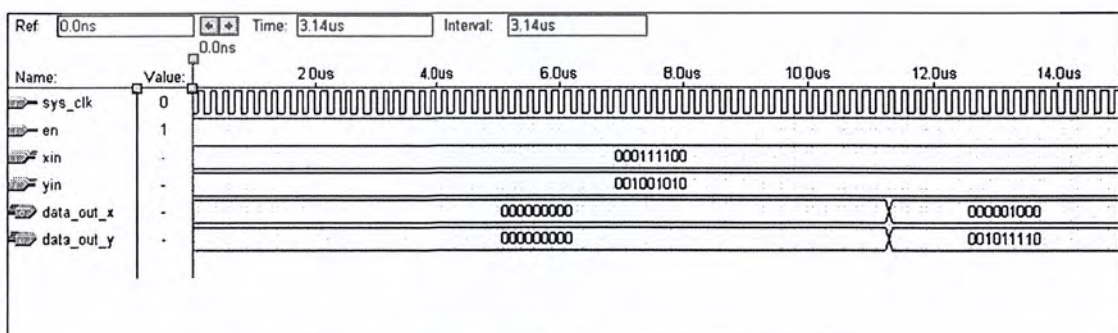 Ref: 0.0ns Time: 3.14us Interval: 3.14us
0.0ns
Name: Value: 2.0us 4.0us 6.0us 8.0us 10.0us 12.0us 14.0us
sys_clk 0
en 1
xin - 000111100
yin - 001001010
data_out_x - 000000000 000001000
data_out_y - 000000000 001011110